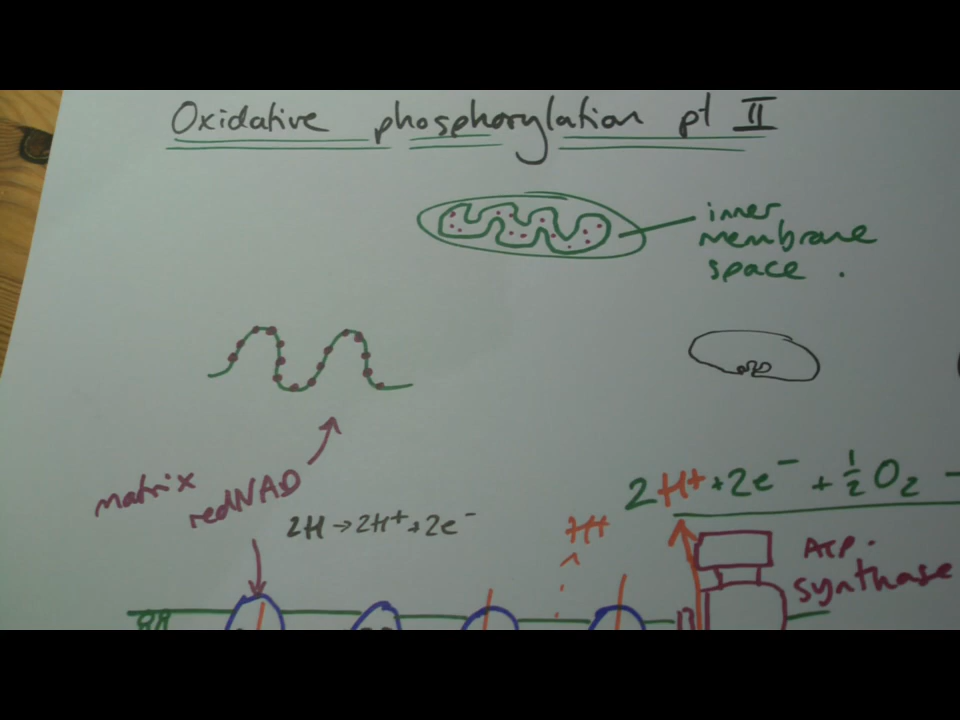 Oxidative phosphorylation pt II
inner
membrane
space.
matrix
redNAD
2H → 2H⁺ + 2e⁻
H+
2H+ + 2e⁻ + ½O₂ –
ATP.
synthase